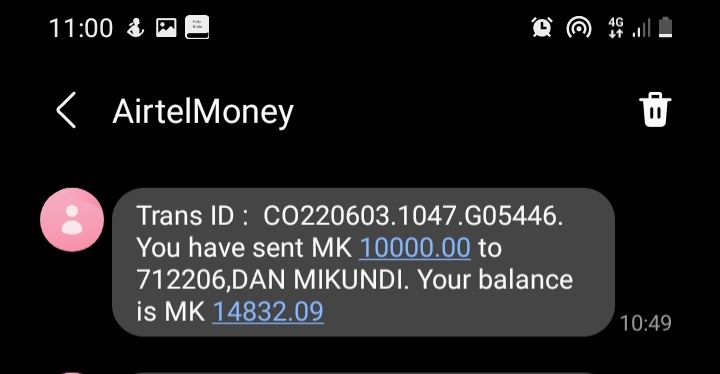 11:00
4G
AirtelMoney
Trans ID :  CO220603.1047.G05446.
You have sent MK 10000.00 to
712206,DAN MIKUNDI. Your balance
is MK 14832.09
10:49